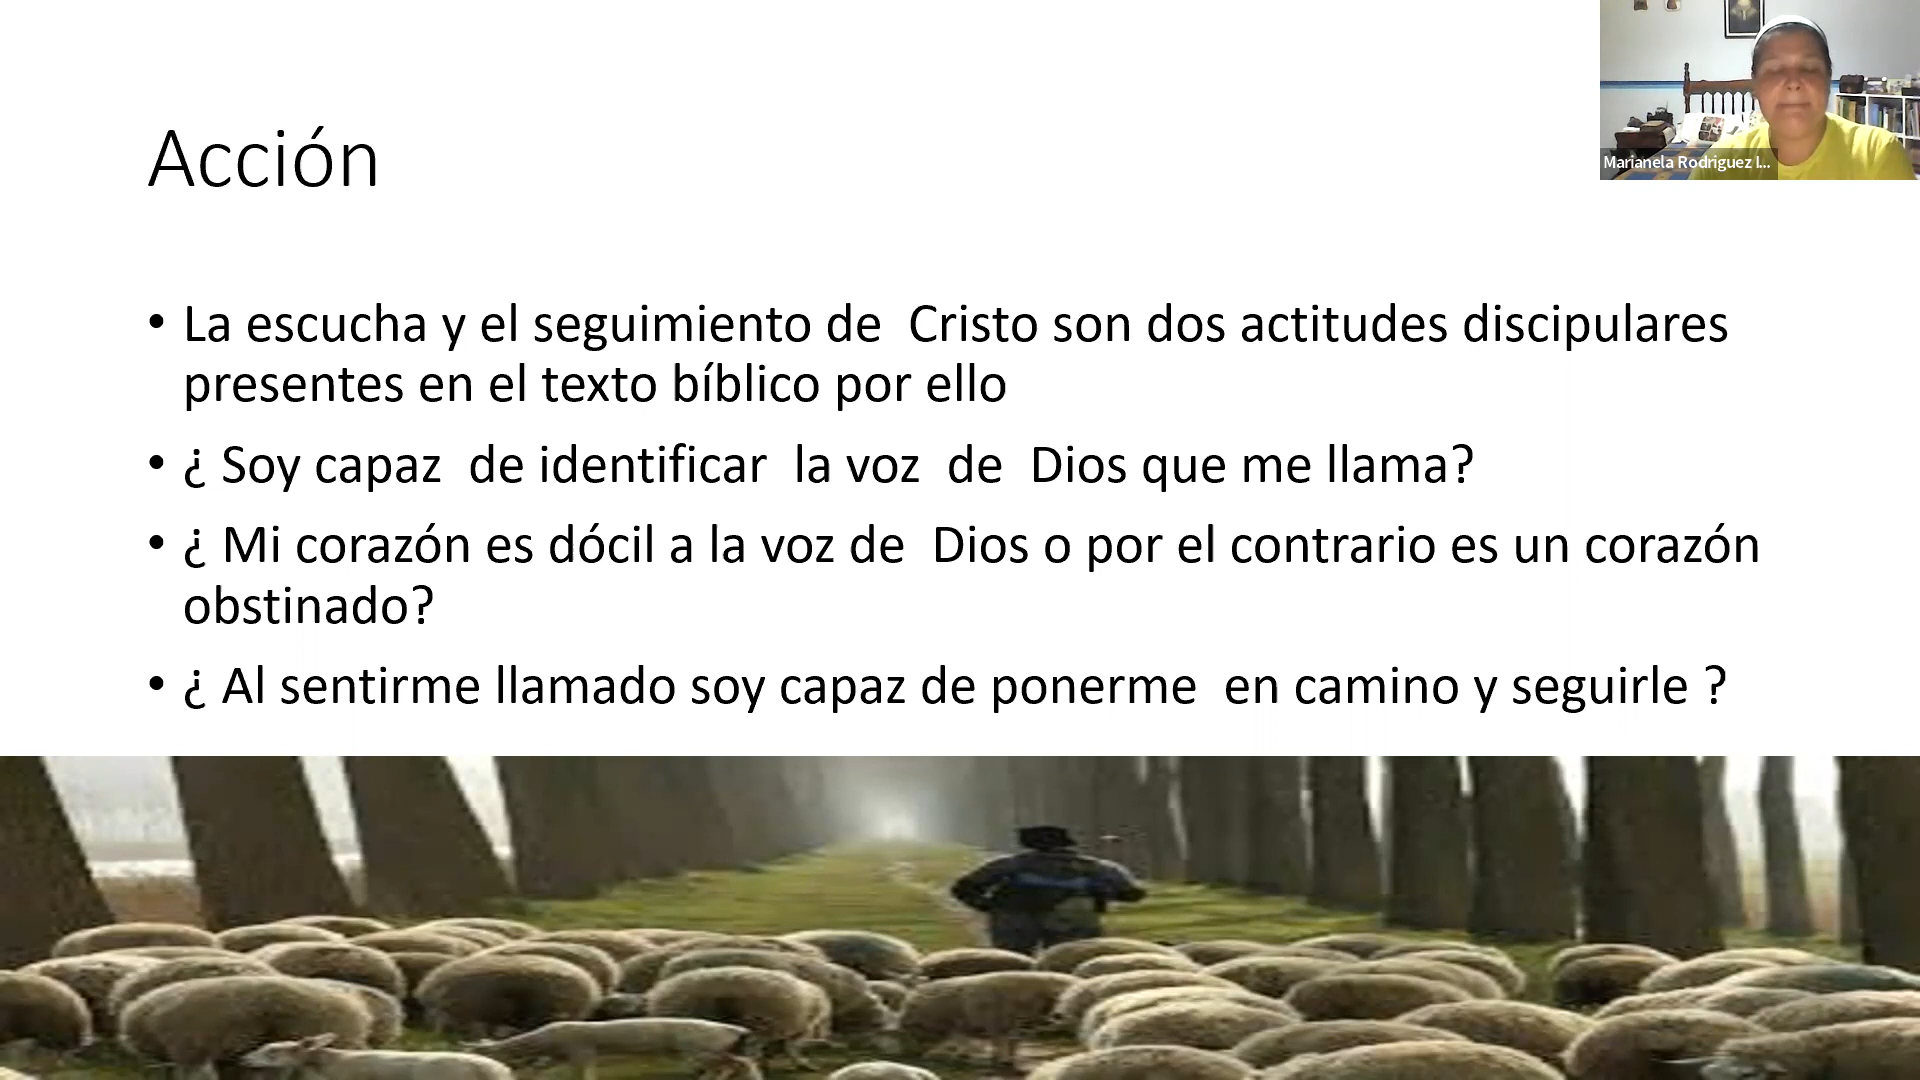 Acción
Marianela Rodriguez I...
• La escucha y el seguimiento de  Cristo son dos actitudes discipulares
presentes en el texto bíblico por ello
• ¿ Soy capaz  de identificar  la voz  de  Dios que me llama?
• ¿ Mi corazón es dócil a la voz de  Dios o por el contrario es un corazón
obstinado?
• ¿ Al sentirme llamado soy capaz de ponerme  en camino y seguirle ?